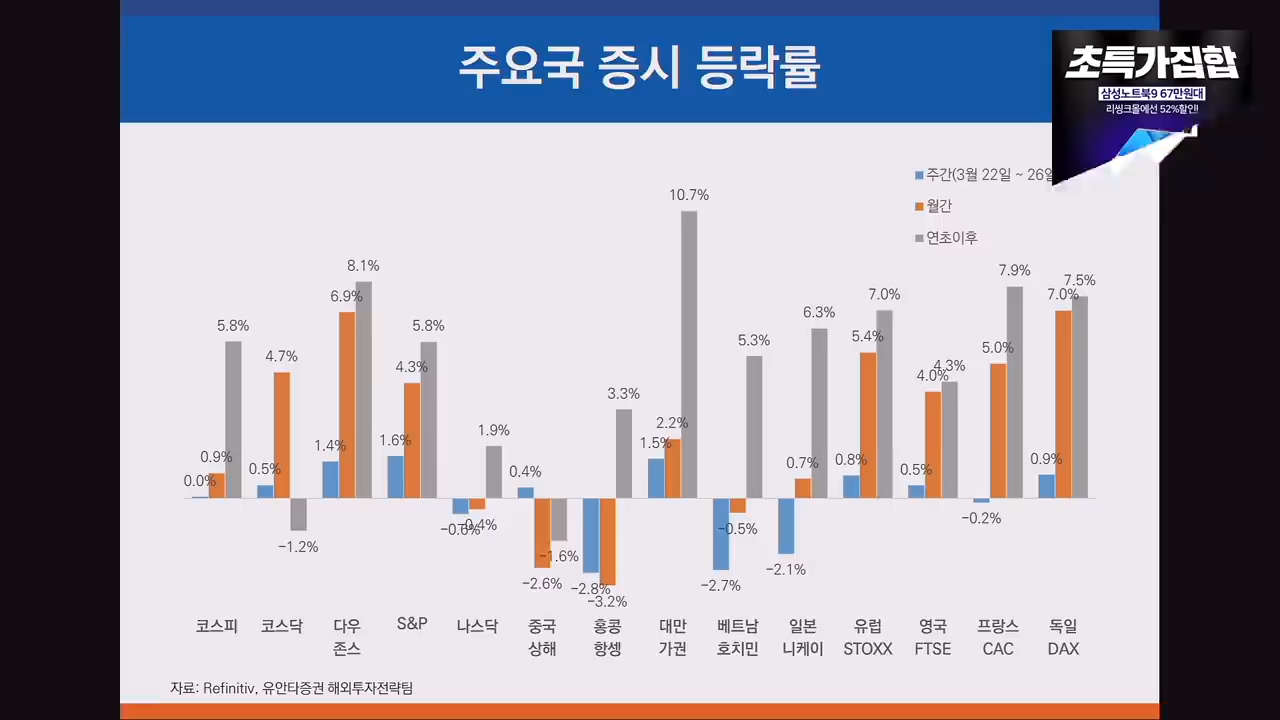 주요국 증시 등락률
초특가집합
삼성노트북9 67만원대
리씽크몰에선 52%할인!
주간(3월 22일 ~ 26일
월간
연초이후
0.0% 0.9% 5.8%
0.5% 4.7% −1.2%
1.4% 6.9% 8.1%
1.6% 4.3% 5.8%
−0.6% −0.4% 1.9%
0.4% −2.6% −1.6%
−2.8% −3.2% 3.3%
1.5% 2.2% 10.7%
−2.7% −0.5% 5.3%
−2.1% 0.7% 6.3%
0.8% 5.4% 7.0%
0.5% 4.0% 4.3%
−0.2% 5.0% 7.9%
0.9% 7.0% 7.5%
코스피
코스닥
다우
존스
S&P
나스닥
중국
상해
홍콩
항셍
대만
가권
베트남
호치민
일본
니케이
유럽
STOXX
영국
FTSE
프랑스
CAC
독일
DAX
자료: Refinitiv, 유안타증권 해외투자전략팀